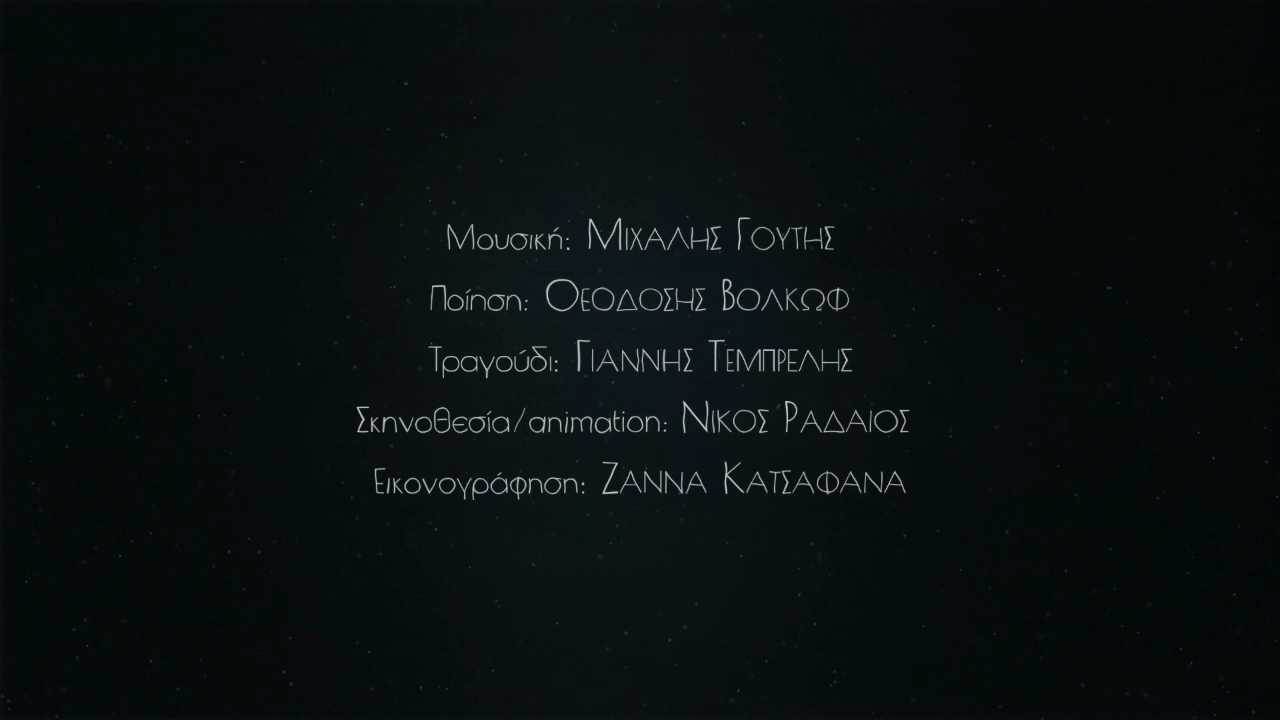 Μουσική: ΜΙΧΑΛΗΣ ΓΟΥΤΗΣ
Ποίηση: ΘΕΟΔΟΣΗΣ ΒΟΛΚΩΦ
Τραγούδι: ΓΙΑΝΝΗΣ ΤΕΜΠΡΕΛΗΣ
Σκηνοθεσία/animation: ΝΙΚΟΣ ΡΑΔΑΙΟΣ
Εικονογράφηση: ΖΑΝΝΑ ΚΑΤΣΑΦΑΝΑ